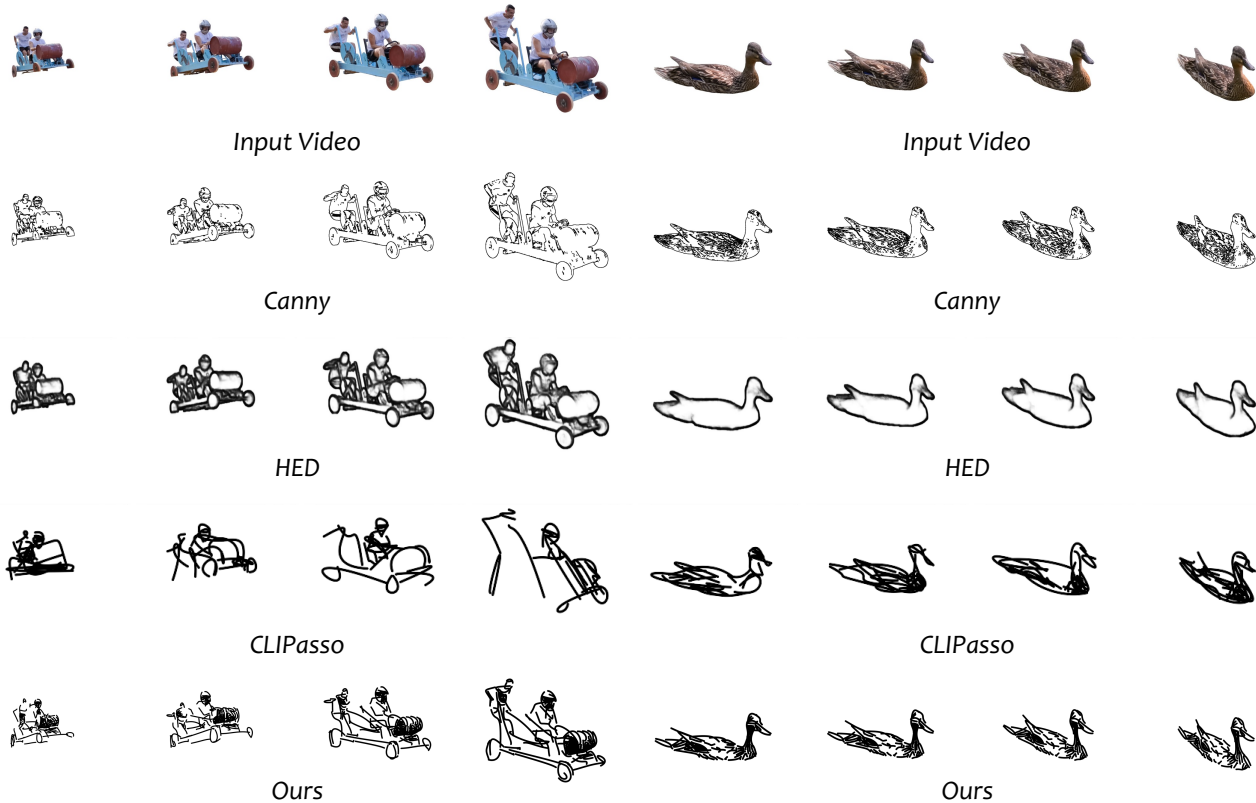 Input Video
Input Video
Canny
Canny
HED
HED
CLIPasso
CLIPasso
Ours
Ours